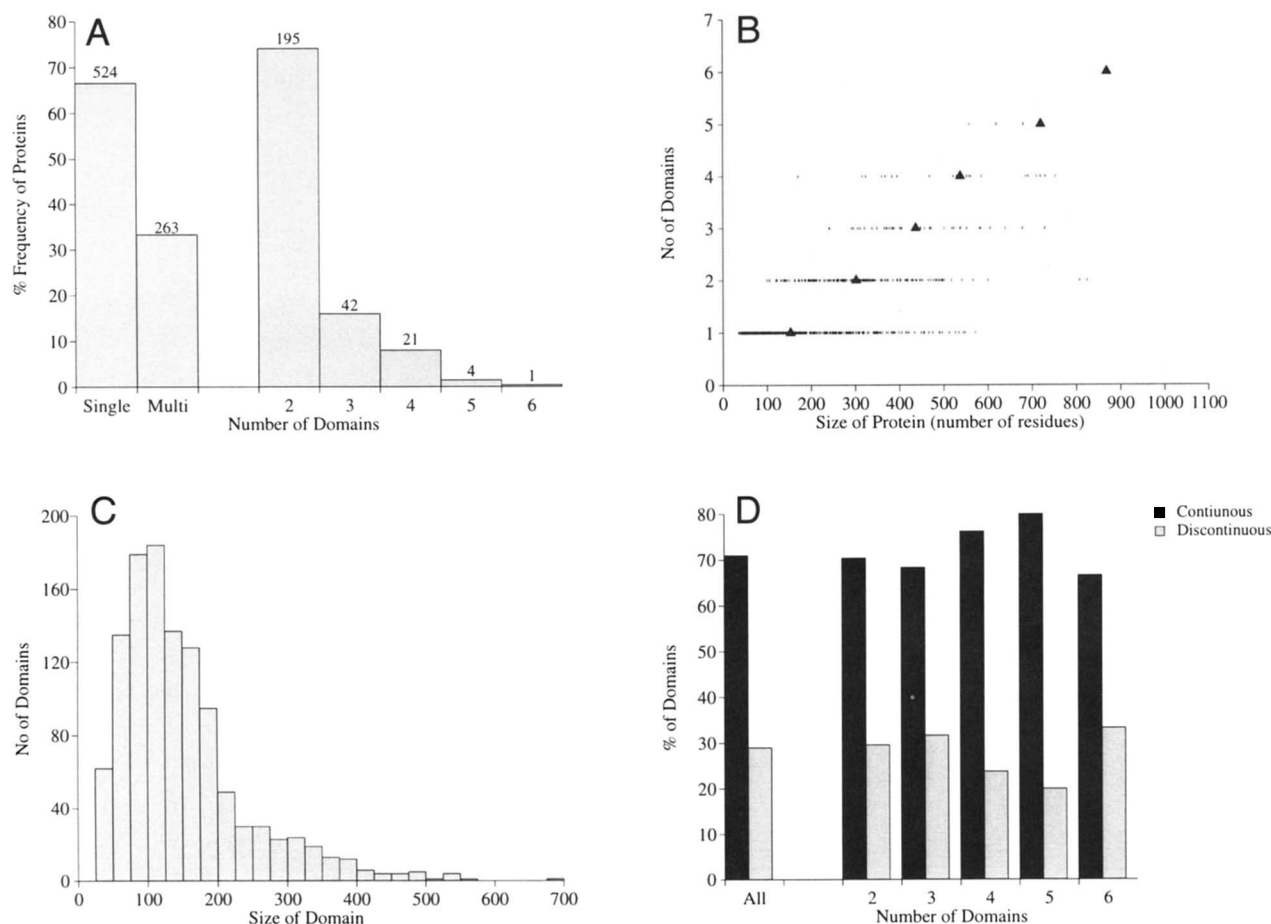 A
80
70
60
50
40
30
20
10
0
% Frequency of Proteins
524
263
195
42
21
4
1
Single Multi 2 3 4 5 6
Number of Domains
B
7
6
5
4
3
2
1
0
No of Domains
0 100 200 300 400 500 600 700 800 900 1000 1100
Size of Protein (number of residues)
C
200
160
120
80
40
0
No of Domains
0 100 200 300 400 500 600 700
Size of Domain
D
80
70
60
50
40
30
20
10
0
% of Domains
Contiunous
Discontinuous
All 2 3 4 5 6
Number of Domains